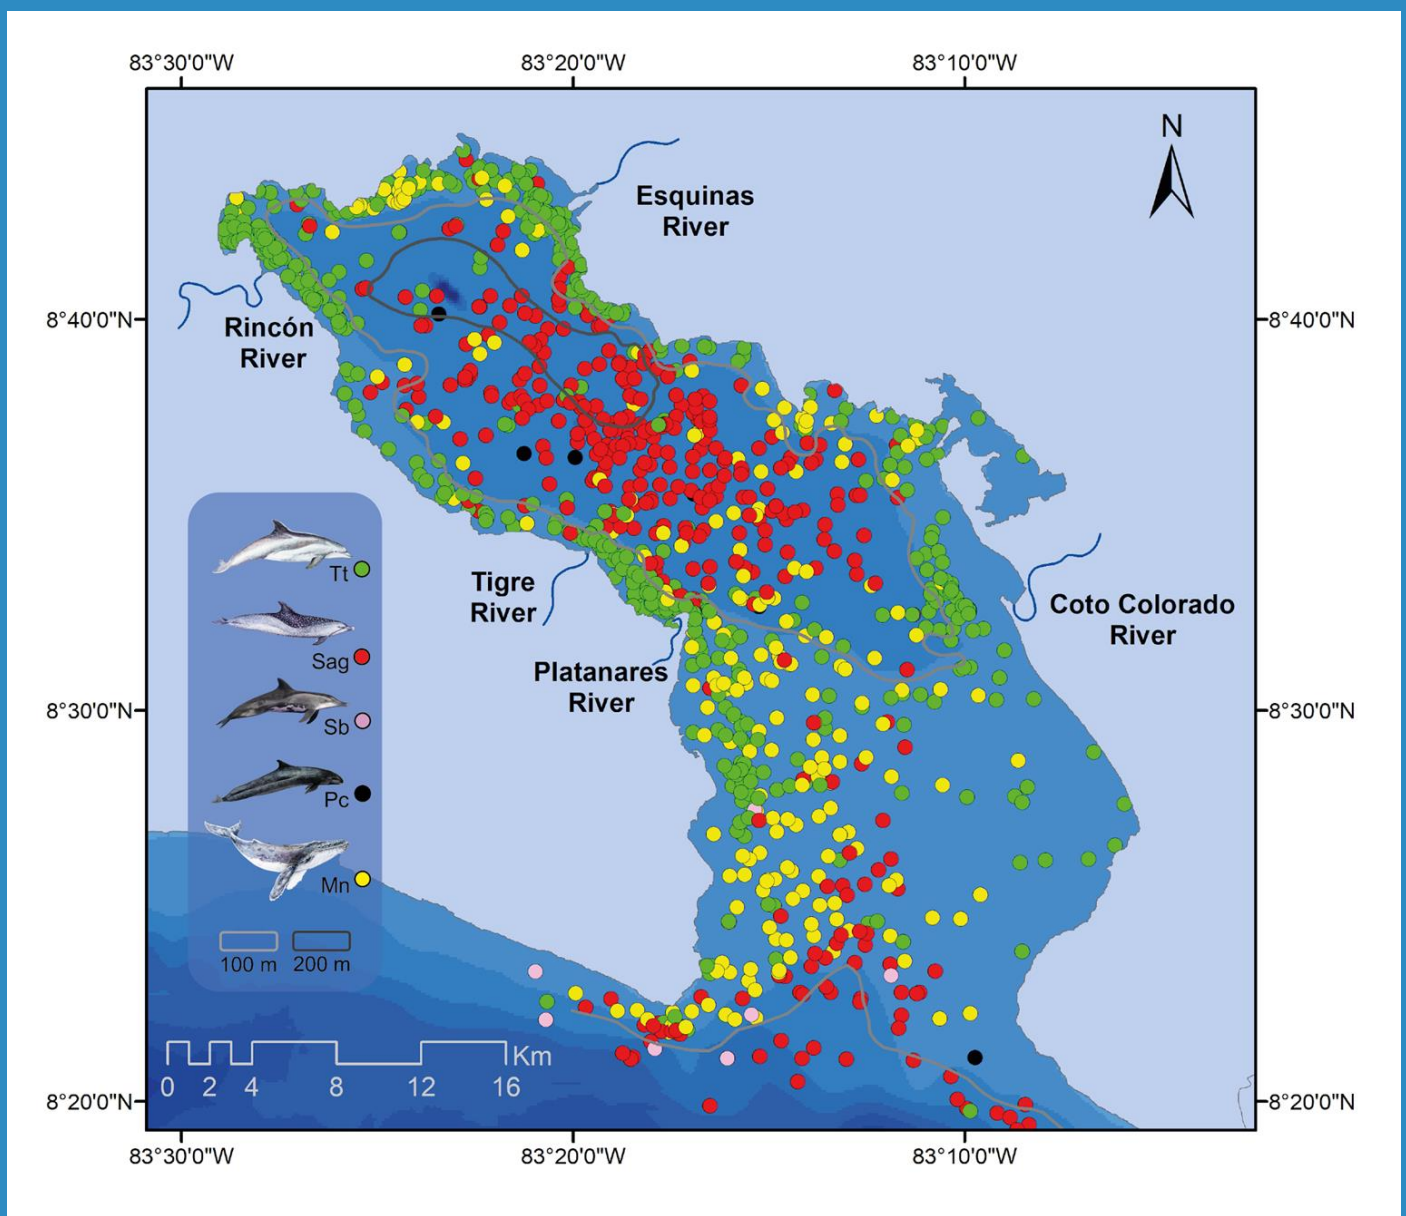 83°30'0"W 83°20'0"W 83°10'0"W
N
Esquinas
River
8°40'0"N 8°40'0"N
Rincón
River
Tigre
River
Tt
Coto Colorado
River
Sag
Platanares
River
8°30'0"N 8°30'0"N
Sb
Pc
Mn
100 m 200 m
Km
0 2 4 8 12 16
8°20'0"N 8°20'0"N
83°30'0"W 83°20'0"W 83°10'0"W